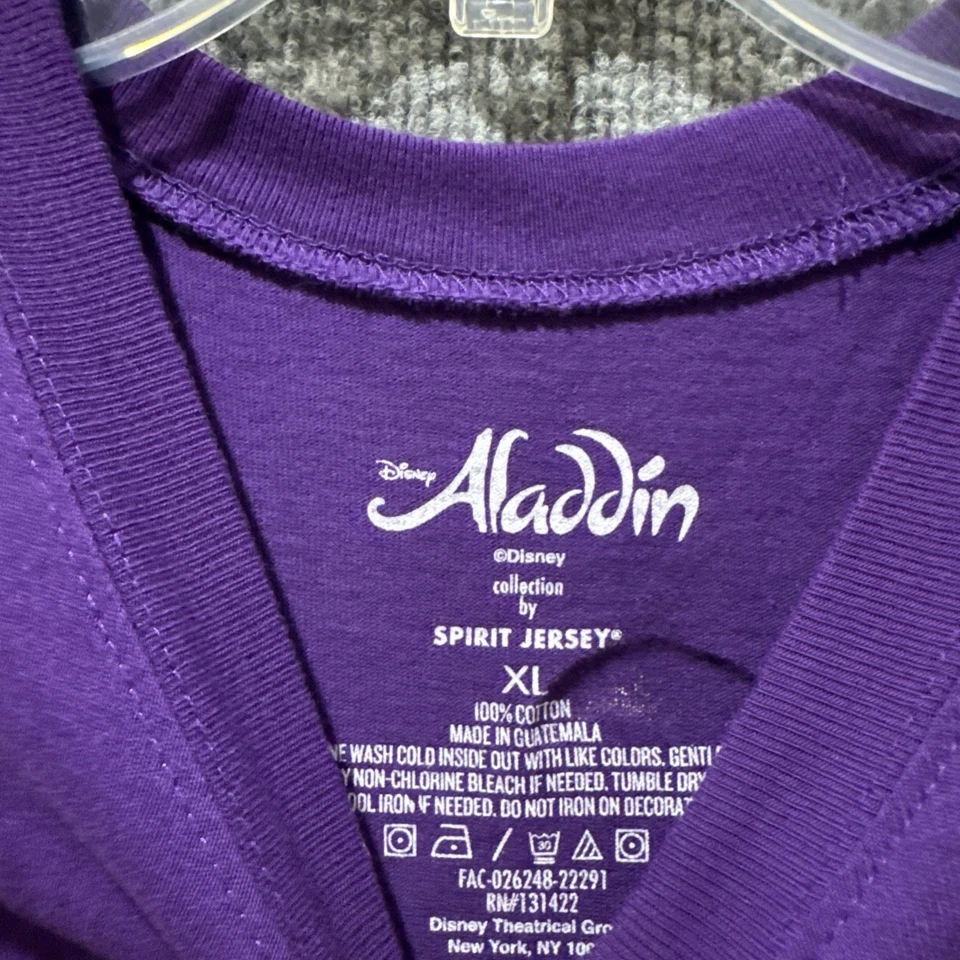 Disney Aladdin
©Disney
collection
by
SPIRIT JERSEY®
XL
100% COTTON
MADE IN GUATEMALA
WASH COLD INSIDE OUT WITH LIKE COLORS.
NON-CHLORINE BLEACH IF NEEDED. TUMBLE DRY
IRON IF NEEDED. DO NOT IRON ON
30
FAC-026248-22291
RN#131422
Disney Theatrical
New York, NY